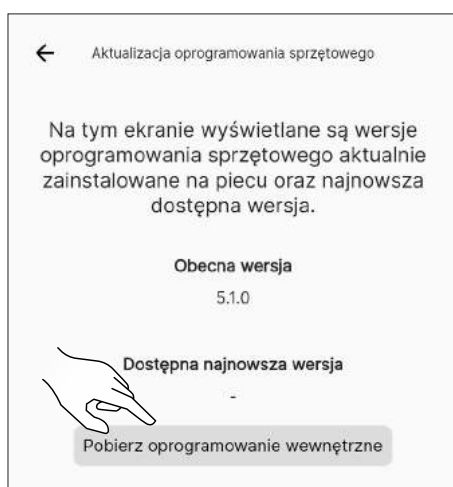 Aktualizacja oprogramowania sprzętowego
Na tym ekranie wyświetlane są wersje
oprogramowania sprzętowego aktualnie
zainstalowane na piecu oraz najnowsza
dostępna wersja.
Obecna wersja
5.1.0
Dostępna najnowsza wersja
-
Pobierz oprogramowanie wewnętrzne